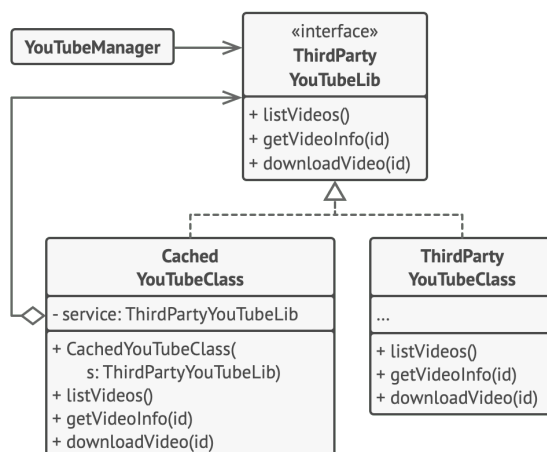 YouTubeManager
«interface»
ThirdParty
YouTubeLib
+ listVideos()
+ getVideoInfo(id)
+ downloadVideo(id)
Cached
YouTubeClass
- service: ThirdPartyYouTubeLib
+ CachedYouTubeClass(
s: ThirdPartyYouTubeLib)
+ listVideos()
+ getVideoInfo(id)
+ downloadVideo(id)
ThirdParty
YouTubeClass
...
+ listVideos()
+ getVideoInfo(id)
+ downloadVideo(id)